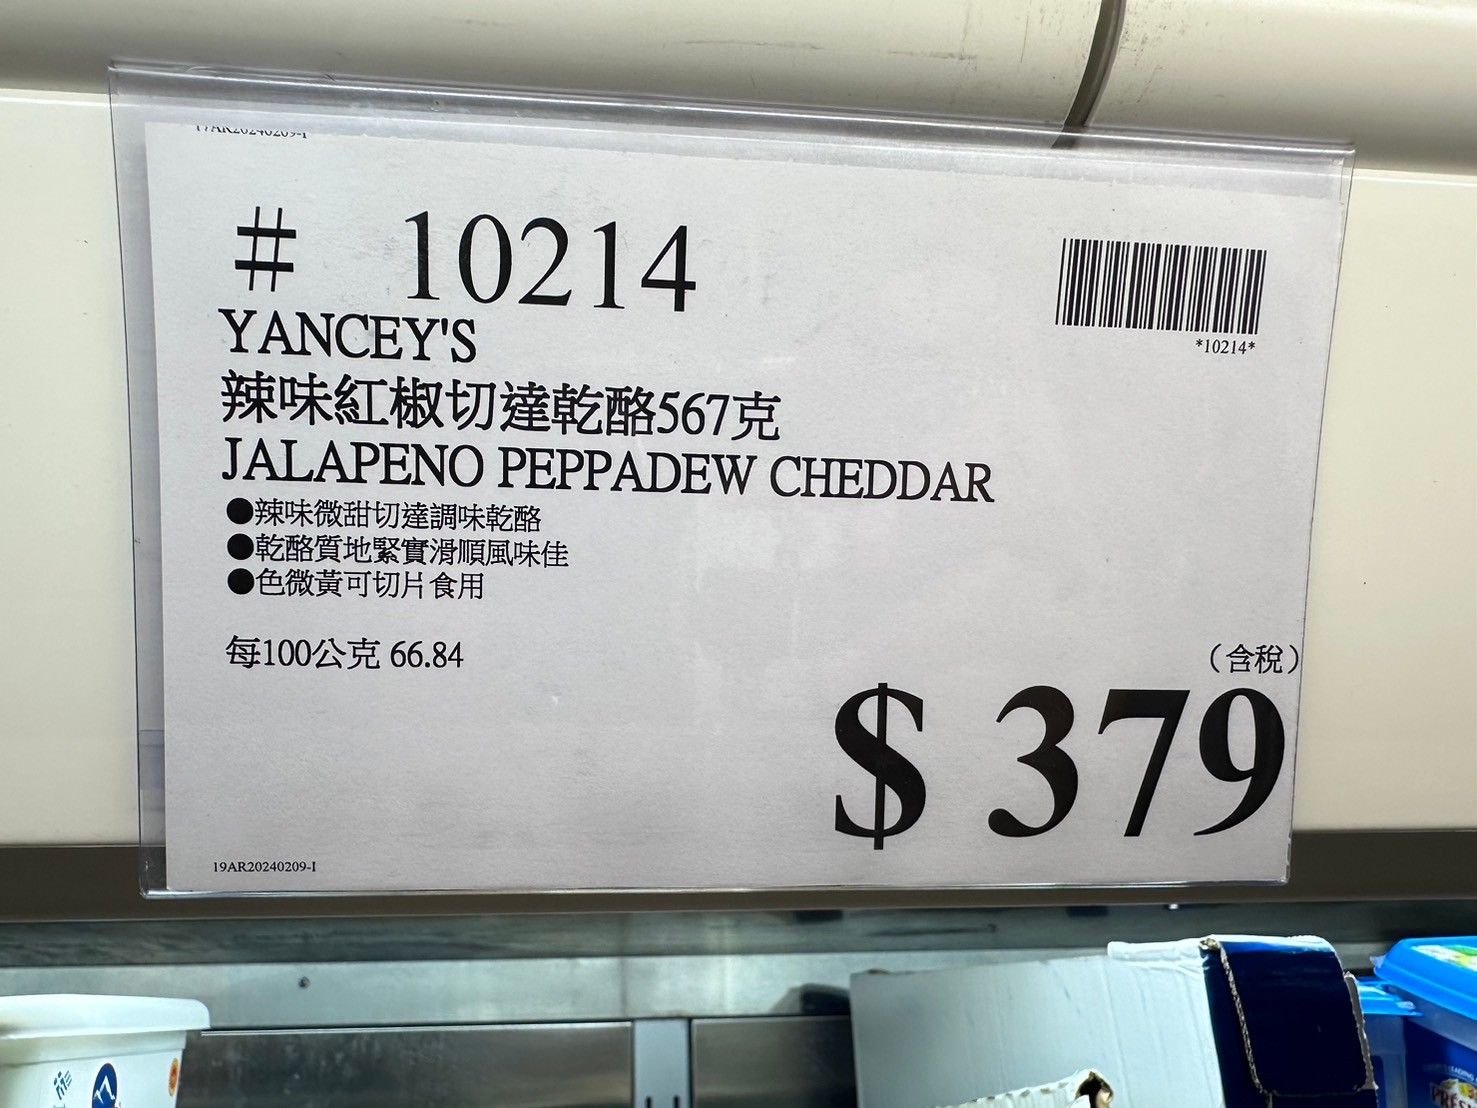 17AR20240209-I
# 10214
*10214*
YANCEY'S
辣味紅椒切達乾酪567克
JALAPENO PEPPADEW CHEDDAR
●辣味微甜切達調味乾酪
●乾酪質地緊實滑順風味佳
●色微黃可切片食用
每100公克 66.84
（含稅）
$ 379
19AR20240209-I